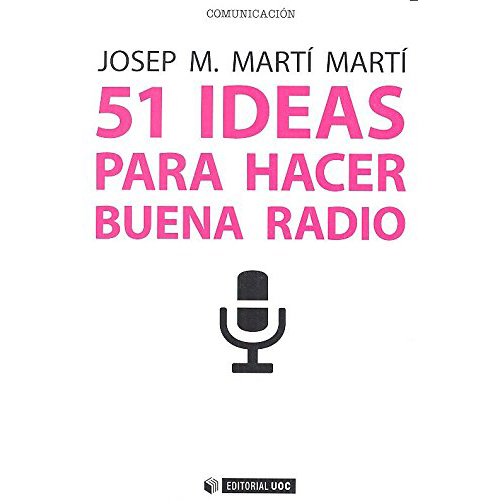 COMUNICACIÓN
JOSEP M. MARTÍ MARTÍ
51 IDEAS
PARA HACER
BUENA RADIO
EDITORIAL UOC